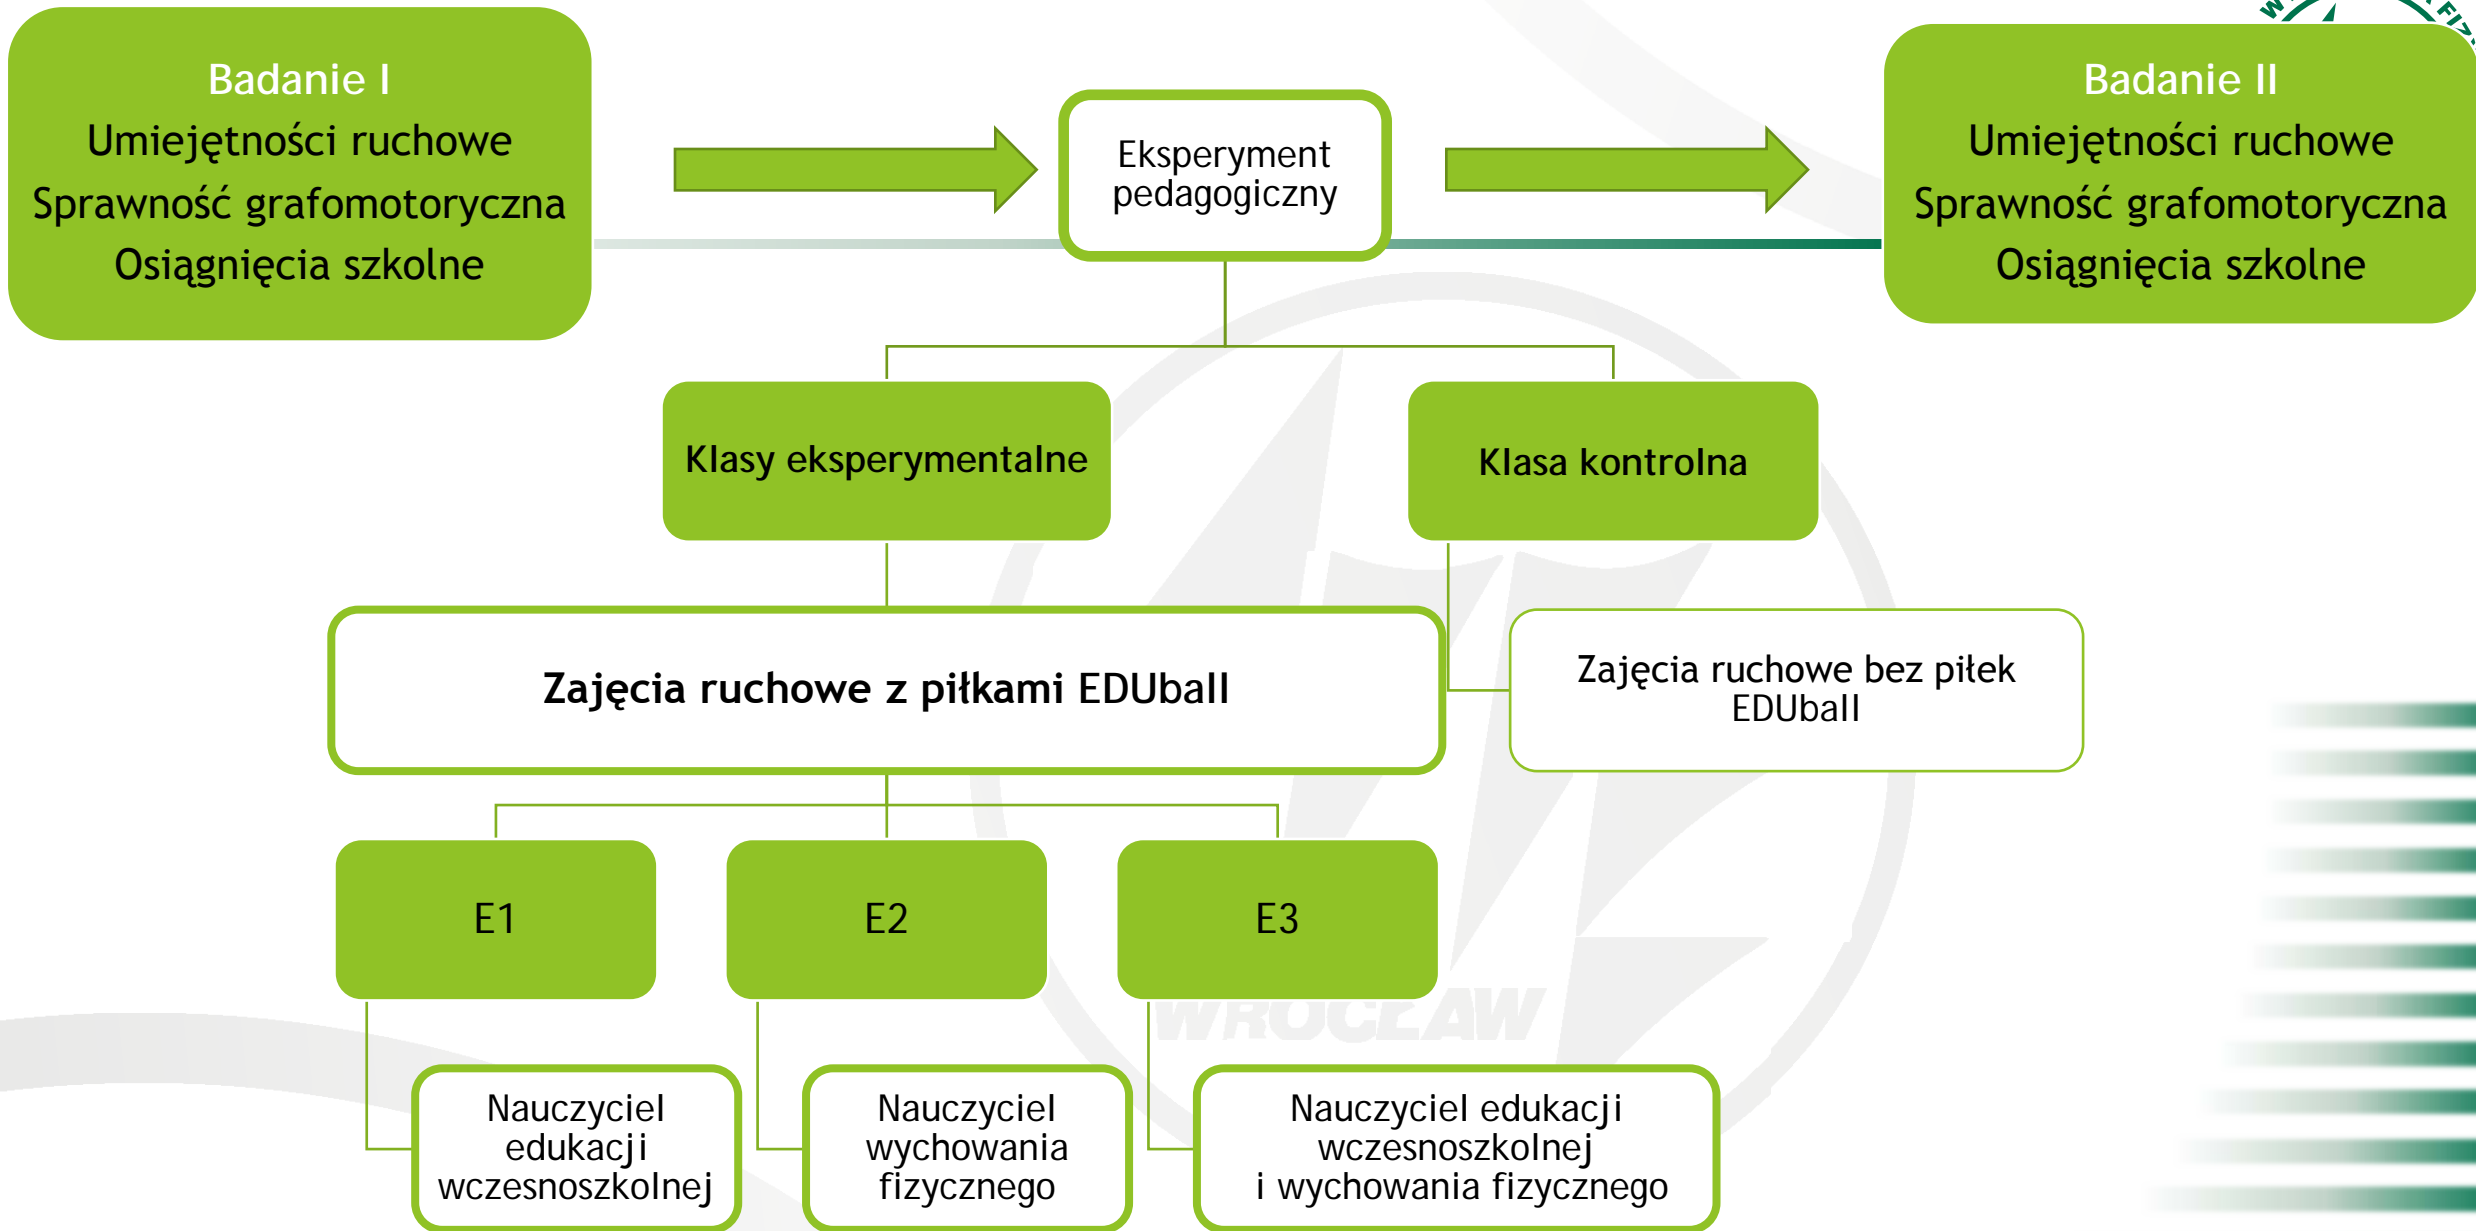 Badanie I
Umiejętności ruchowe
Sprawność grafomotoryczna
Osiągnięcia szkolne
Eksperyment
pedagogiczny
Badanie II
Umiejętności ruchowe
Sprawność grafomotoryczna
Osiągnięcia szkolne
Klasy eksperymentalne
Klasa kontrolna
Zajęcia ruchowe z piłkami EDUball
Zajęcia ruchowe bez piłek
EDUball
E1
E2
E3
WROCŁAW
Nauczyciel
edukacji
wczesnoszkolnej
Nauczyciel
wychowania
fizycznego
Nauczyciel edukacji
wczesnoszkolnej
i wychowania fizycznego